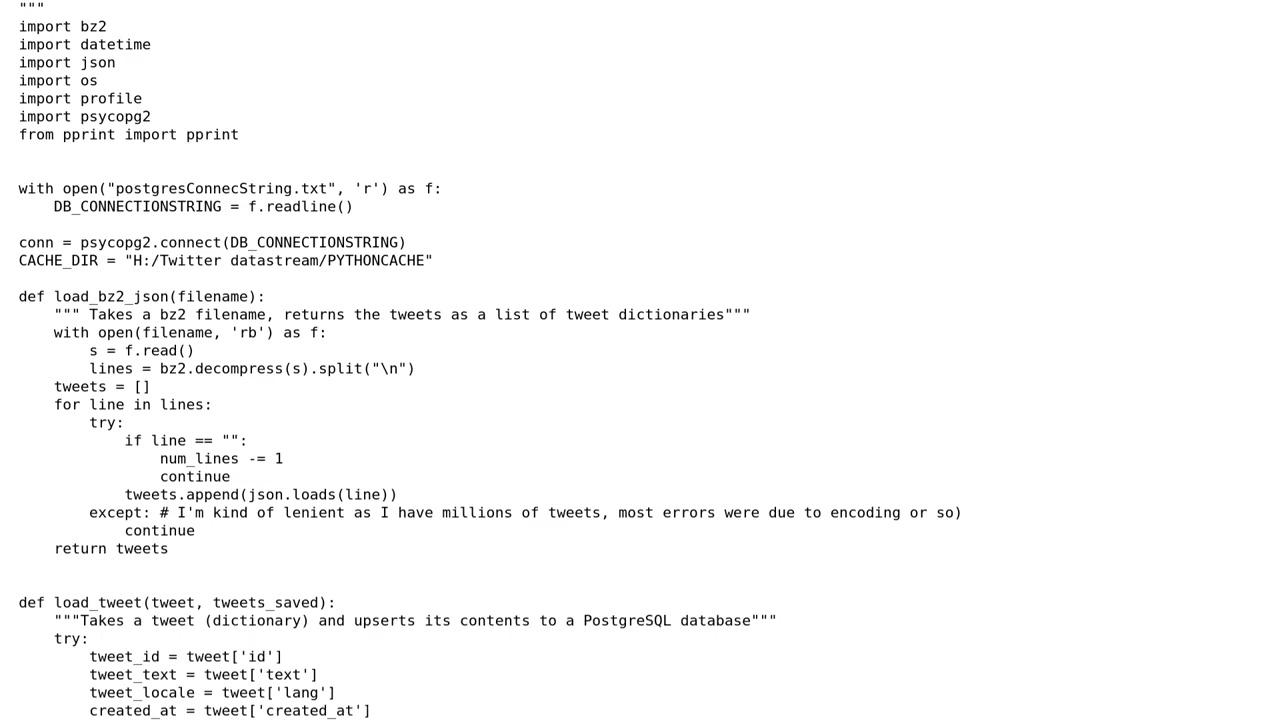 """
import bz2
import datetime
import json
import os
import profile
import psycopg2
from pprint import pprint
with open("postgresConnecString.txt", 'r') as f:
    DB_CONNECTIONSTRING = f.readline()
conn = psycopg2.connect(DB_CONNECTIONSTRING)
CACHE_DIR = "H:/Twitter datastream/PYTHONCACHE"
def load_bz2_json(filename):
    """ Takes a bz2 filename, returns the tweets as a list of tweet dictionaries"""
    with open(filename, 'rb') as f:
        s = f.read()
        lines = bz2.decompress(s).split("\n")
    tweets = []
    for line in lines:
        try:
            if line == "":
                num_lines -= 1
                continue
            tweets.append(json.loads(line))
        except: # I'm kind of lenient as I have millions of tweets, most errors were due to encoding or so)
            continue
    return tweets
def load_tweet(tweet, tweets_saved):
    """Takes a tweet (dictionary) and upserts its contents to a PostgreSQL database"""
    try:
        tweet_id = tweet['id']
        tweet_text = tweet['text']
        tweet_locale = tweet['lang']
        created_at = tweet['created_at']